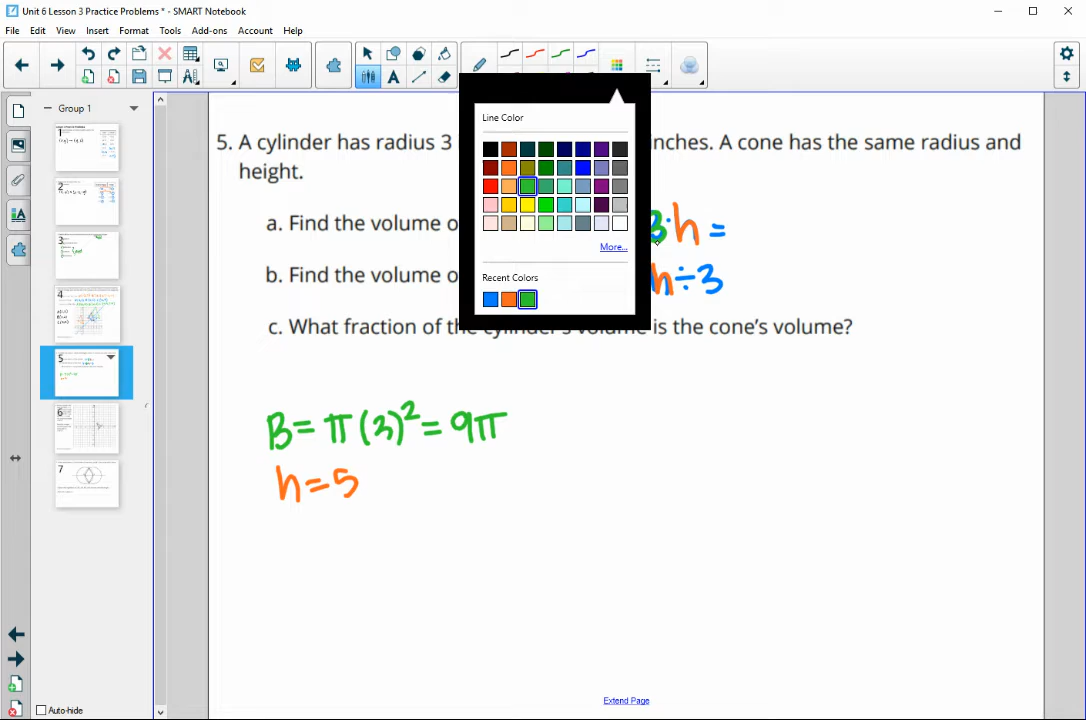 Unit 6 Lesson 3 Practice Problems * - SMART Notebook
File Edit View Insert Format Tools Add-ons Account Help
Group 1
1
2
3
4
5
6
7
Line Color
More...
Recent Colors
5. A cylinder has radius 3 nches. A cone has the same radius and
height.
a. Find the volume o B·h =
b. Find the volume o h÷3
c. What fraction of the cylinder's volume is the cone's volume?
B = π(3)² = 9π
h = 5
Extend Page
Auto-hide